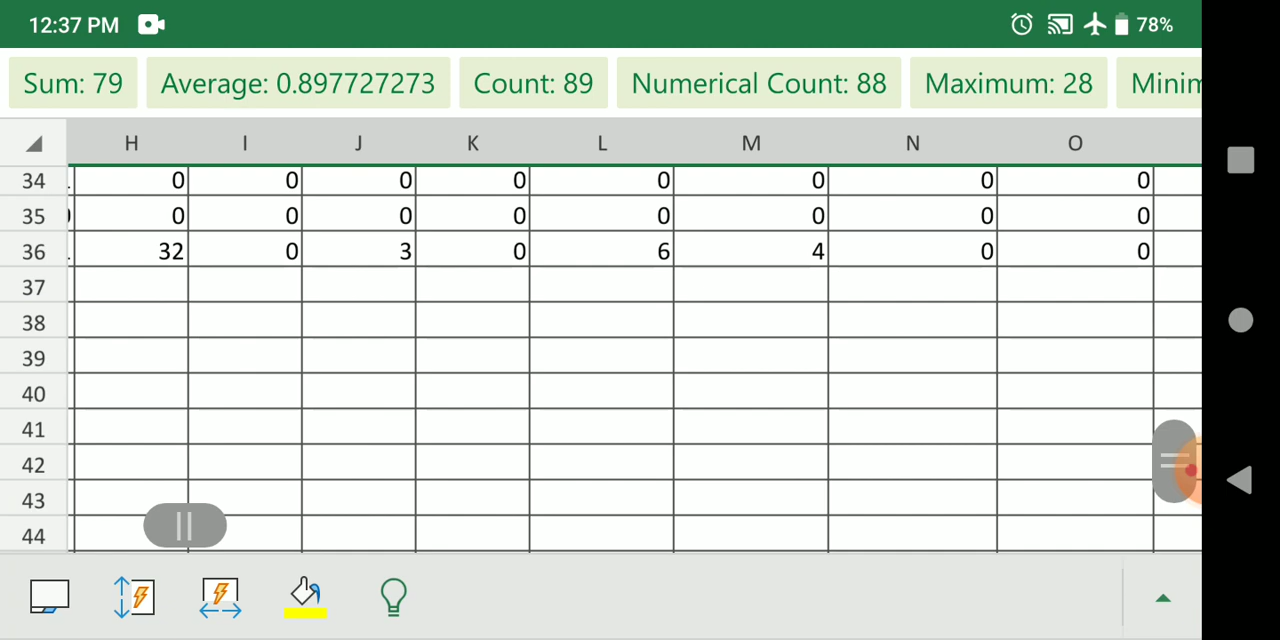 12:37 PM 78%
Sum: 79 Average: 0.897727273 Count: 89 Numerical Count: 88 Maximum: 28 Minim
H I J K L M N O
34 0 0 0 0 0 0 0 0
35 0 0 0 0 0 0 0 0
36 32 0 3 0 6 4 0 0
37
38
39
40
41
42
43
44